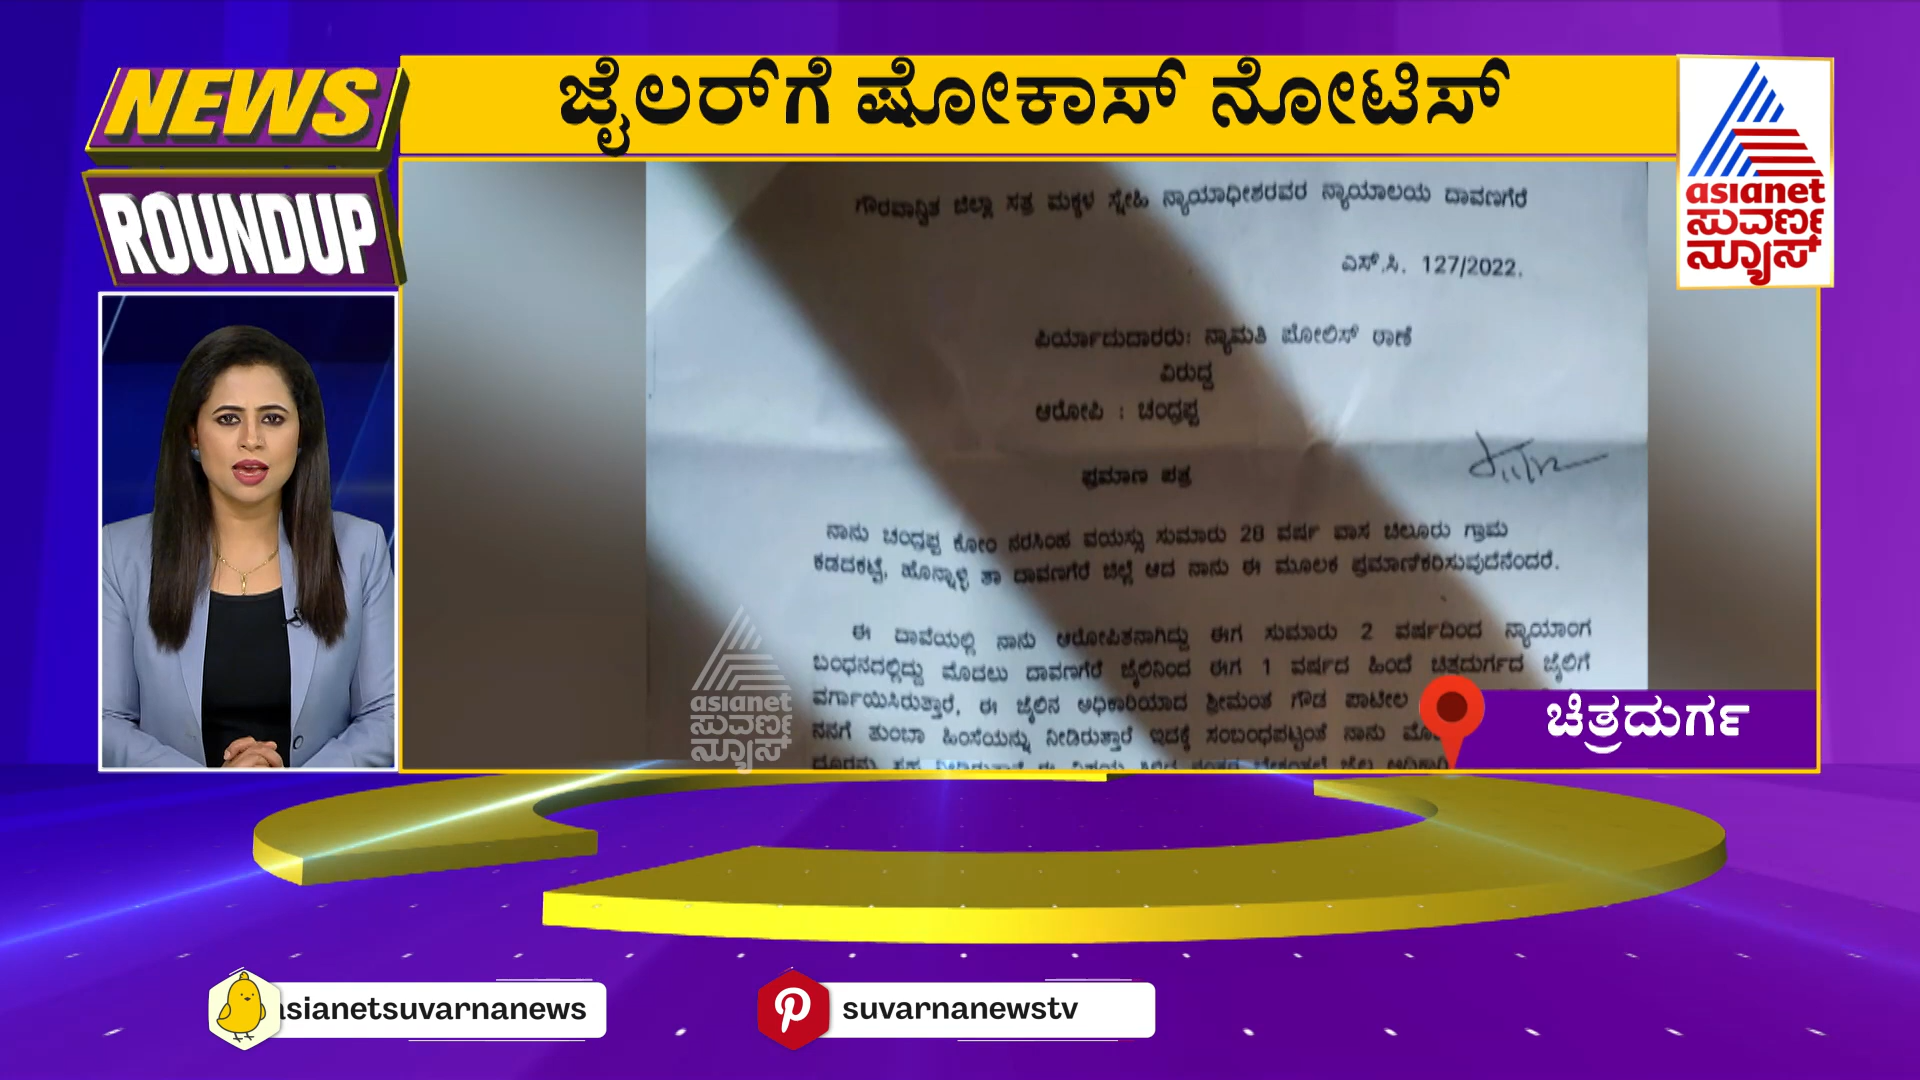 NEWS
ROUNDUP
ಜೈಲರ್‌ಗೆ ಷೋಕಾಸ್ ನೋಟಿಸ್
asianet
ಸುವರ್ಣ
ನ್ಯೂಸ್
ಗೌರವಾನ್ವಿತ ಜಿಲ್ಲಾ ಸತ್ರ ಮಕ್ಕಳ ಸ್ನೇಹಿ ನ್ಯಾಯಾಧೀಶರವರ ನ್ಯಾಯಾಲಯ ದಾವಣಗೆರೆ
ಎಸ್.ಸಿ. 127/2022.
ಪಿರ್ಯಾದುದಾರರು: ನ್ಯಾಮತಿ ಪೋಲಿಸ್ ಠಾಣೆ
ವಿರುದ್ದ
ಆರೋಪಿ : ಚಂದ್ರಪ್ಪ
ಪ್ರಮಾಣ ಪತ್ರ
ನಾನು ಚಂದ್ರಪ್ಪ ಕೋಂ ನರಸಿಂಹ ವಯಸ್ಸು ಸುಮಾರು 28 ವರ್ಷ ವಾಸ ಚಿಲೂರು ಗ್ರಾಮ
ಕಡದಕಟ್ಟೆ, ಹೊನ್ನಾಳ್ಳಿ ತಾ ದಾವಣಗೆರೆ ಜಿಲ್ಲೆ ಆದ ನಾನು ಈ ಮೂಲಕ ಪ್ರಮಾಣಿಕರಿಸುವುದೆನೆಂದರೆ.
ಈ ದಾವೆಯಲ್ಲಿ ನಾನು ಆರೋಪಿತನಾಗಿದ್ದು ಈಗ ಸುಮಾರು 2 ವರ್ಷದಿಂದ ನ್ಯಾಯಾಂಗ
ಬಂಧನದಲ್ಲಿದ್ದು ಮೊದಲು ದಾವಣಗೆರೆ ಜೈಲಿನಿಂದ ಈಗ 1 ವರ್ಷದ ಹಿಂದೆ ಚಿತ್ರದುರ್ಗದ ಜೈಲಿಗೆ
ವರ್ಗಾಯಿಸಿರುತ್ತಾರೆ, ಈ ಜೈಲಿನ ಅಧಿಕಾರಿಯಾದ ಶ್ರೀಮಂತ ಗೌಡ ಪಾಟೀಲ
ನನಗೆ ತುಂಬಾ ಹಿಂಸೆಯನ್ನು ನೀಡಿರುತ್ತಾರೆ ಇದಕ್ಕೆ ಸಂಬಂಧಪಟ್ಟಂತೆ ನಾನು
asianet
ಸುವರ್ಣ
ನ್ಯೂಸ್
ಚಿತ್ರದುರ್ಗ
asianetsuvarnanews
suvarnanewstv